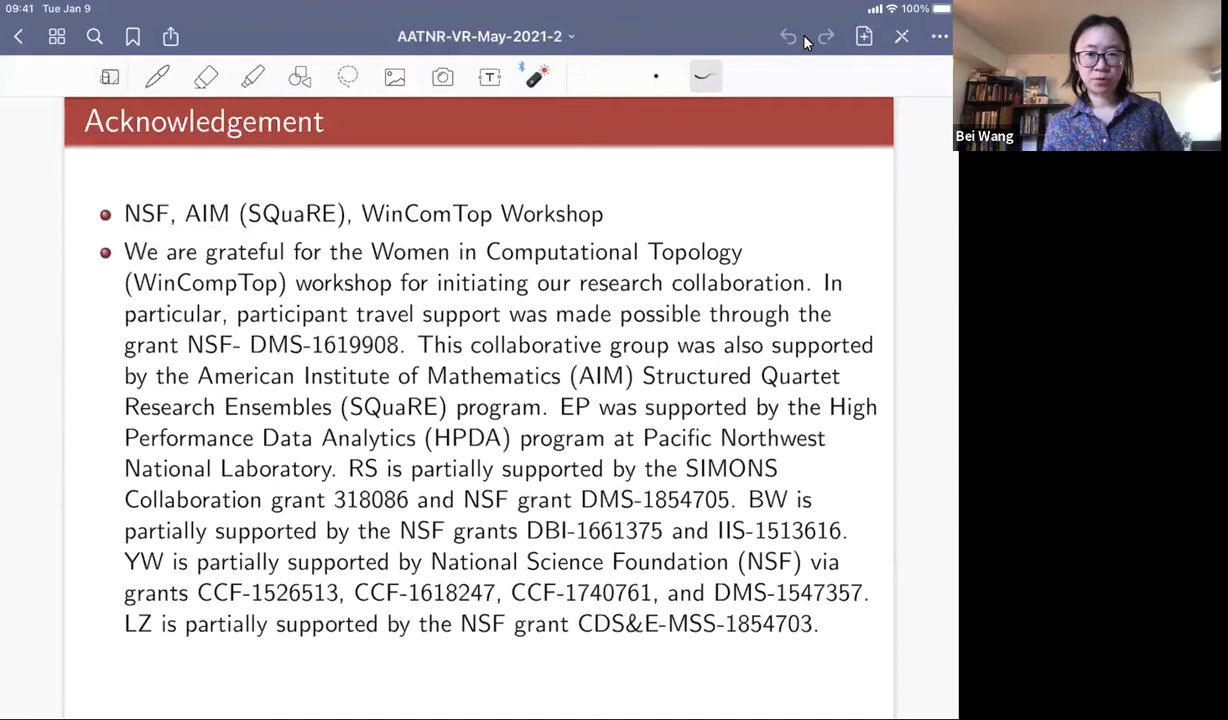 09:41 Tue Jan 9 100%
AATNR-VR-May-2021-2
Bei Wang
Acknowledgement
NSF, AIM (SQuaRE), WinComTop Workshop
We are grateful for the Women in Computational Topology
(WinCompTop) workshop for initiating our research collaboration. In
particular, participant travel support was made possible through the
grant NSF- DMS-1619908. This collaborative group was also supported
by the American Institute of Mathematics (AIM) Structured Quartet
Research Ensembles (SQuaRE) program. EP was supported by the High
Performance Data Analytics (HPDA) program at Pacific Northwest
National Laboratory. RS is partially supported by the SIMONS
Collaboration grant 318086 and NSF grant DMS-1854705. BW is
partially supported by the NSF grants DBI-1661375 and IIS-1513616.
YW is partially supported by National Science Foundation (NSF) via
grants CCF-1526513, CCF-1618247, CCF-1740761, and DMS-1547357.
LZ is partially supported by the NSF grant CDS&E-MSS-1854703.